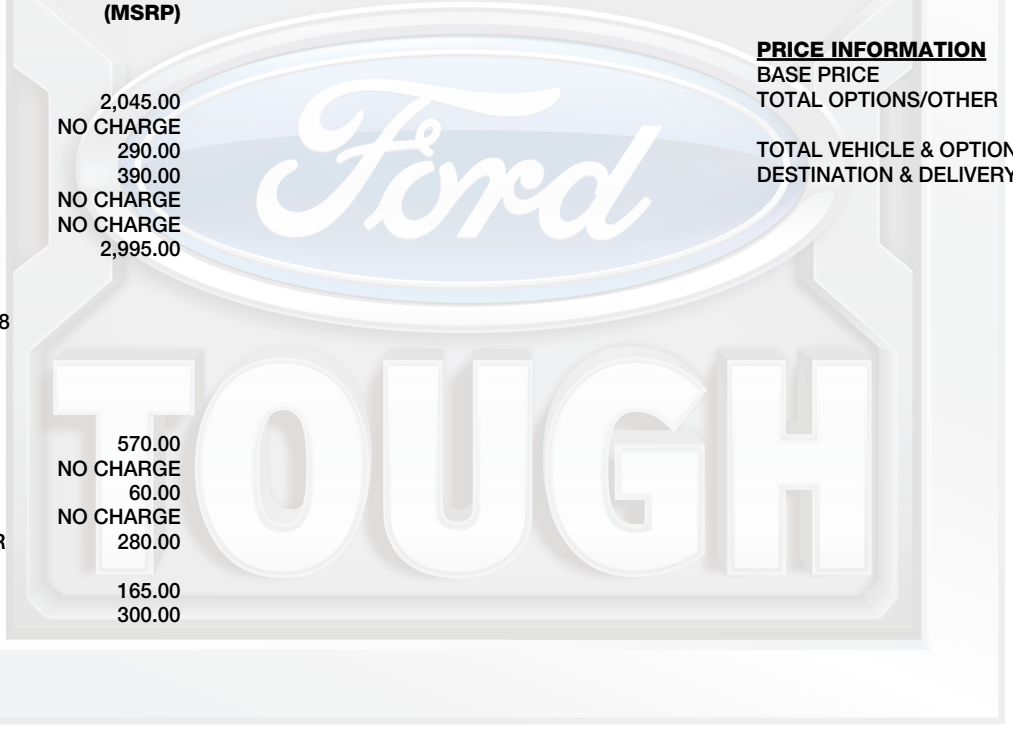 (MSRP)
2,045.00
NO CHARGE
290.00
390.00
NO CHARGE
NO CHARGE
2,995.00
8
570.00
NO CHARGE
60.00
NO CHARGE
R 280.00
165.00
300.00
PRICE INFORMATION
BASE PRICE
TOTAL OPTIONS/OTHER
TOTAL VEHICLE & OPTION
DESTINATION & DELIVERY
Ford
TOUGH